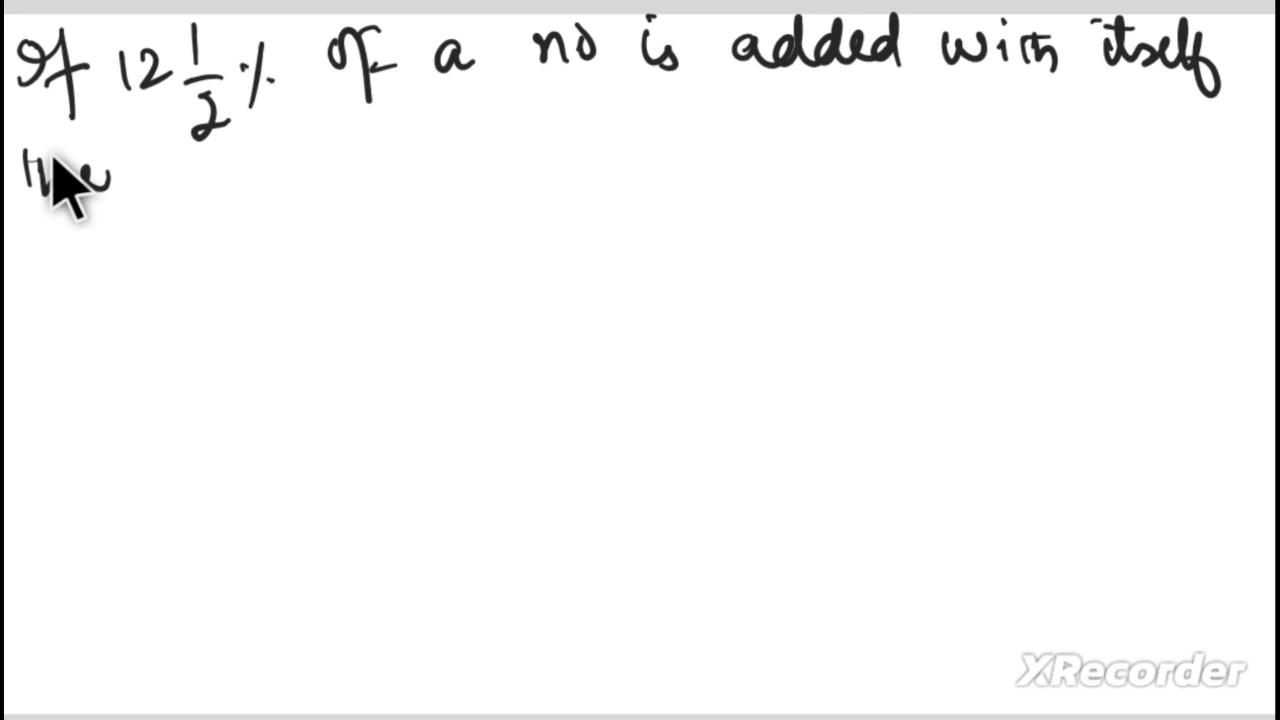 If 12 1/2 % of a no is added with itself
XRecorder